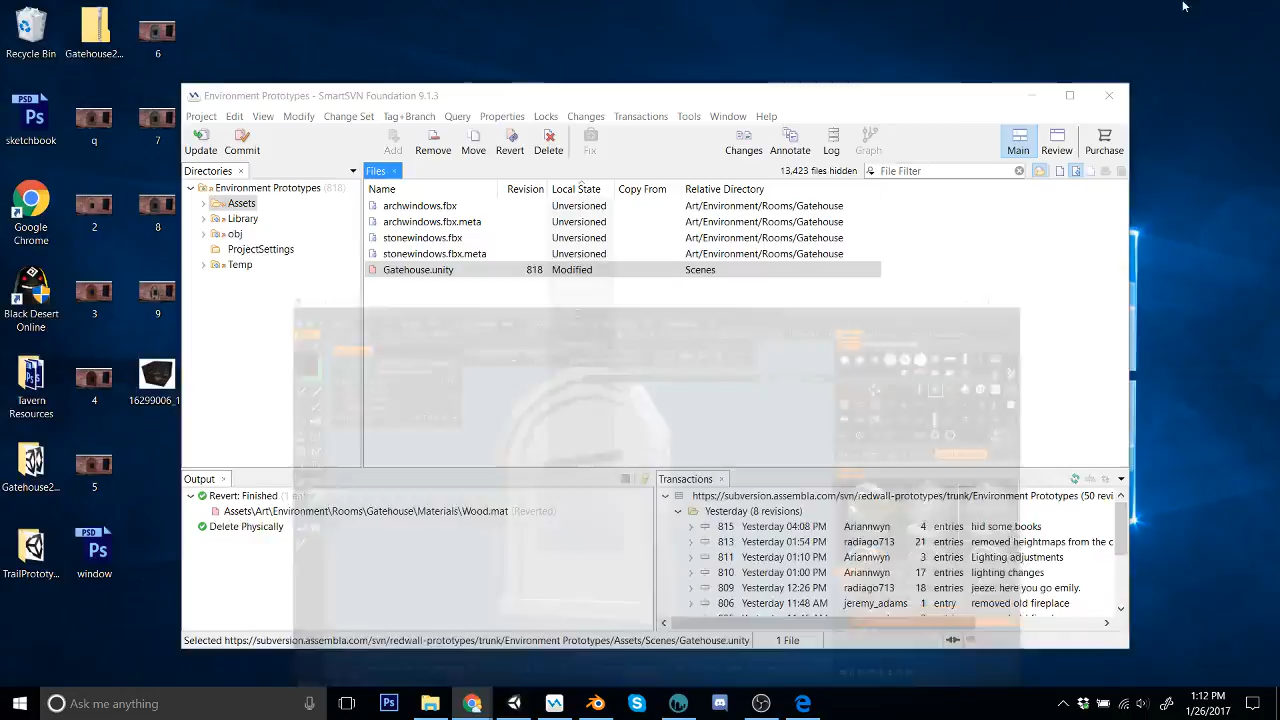 Recycle Bin
Gatehouse2...
6
sketchbook
q
7
Google
Chrome
2
8
Black Desert
Online
3
9
Tavern
Resources
4
16299006_1
Gatehouse2...
5
TrailPrototy...
window
Environment Prototypes - SmartSVN Foundation 9.1.3
Project Edit View Modify Change Set Tag+Branch Query Properties Locks Changes Transactions Tools Window Help
Update Commit Add Remove Move Revert Delete Fix Changes Annotate Log Graph Main Review Purchase
Directories
Files
13,423 files hidden
File Filter
Environment Prototypes (818)
Assets
Library
obj
ProjectSettings
Temp
Name Revision Local State Copy From Relative Directory
archwindows.fbx Unversioned Art/Environment/Rooms/Gatehouse
archwindows.fbx.meta Unversioned Art/Environment/Rooms/Gatehouse
stonewindows.fbx Unversioned Art/Environment/Rooms/Gatehouse
stonewindows.fbx.meta Unversioned Art/Environment/Rooms/Gatehouse
Gatehouse.unity 818 Modified Scenes
Output
Revert: Finished (1 ent
Assets\Art\Environment\Rooms\Gatehouse\Materials\Wood.mat (Reverted)
Delete Physically
Transactions
https://subversion.assembla.com/svn/redwall-prototypes/trunk/Environment Prototypes (50 revi
Yesterday (8 revisions)
815 Yesterday 04:08 PM Ariannwyn 4 entries hid some books
813 Yesterday 01:54 PM radiago713 21 entries removed heightmaps from the c
811 Yesterday 01:10 PM Ariannwyn 3 entries Lighting adjustments
810 Yesterday 01:00 PM Ariannwyn 17 entries lighting changes
809 Yesterday 12:26 PM radiago713 18 entries jeeze. here you go emily.
806 Yesterday 11:48 AM jeremy_adams 1 entry removed old fireplace
Selected https://subversion.assembla.com/svn/redwall-prototypes/trunk/Environment Prototypes/Assets/Scenes/Gatehouse.unity
1 File
Ask me anything
1:12 PM
1/26/2017